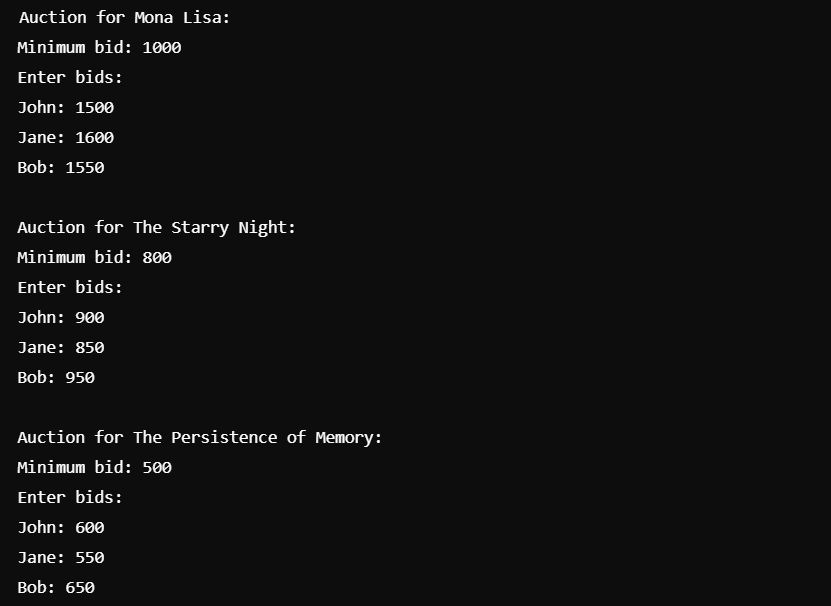 Auction for Mona Lisa:
Minimum bid: 1000
Enter bids:
John: 1500
Jane: 1600
Bob: 1550
Auction for The Starry Night:
Minimum bid: 800
Enter bids:
John: 900
Jane: 850
Bob: 950
Auction for The Persistence of Memory:
Minimum bid: 500
Enter bids:
John: 600
Jane: 550
Bob: 650